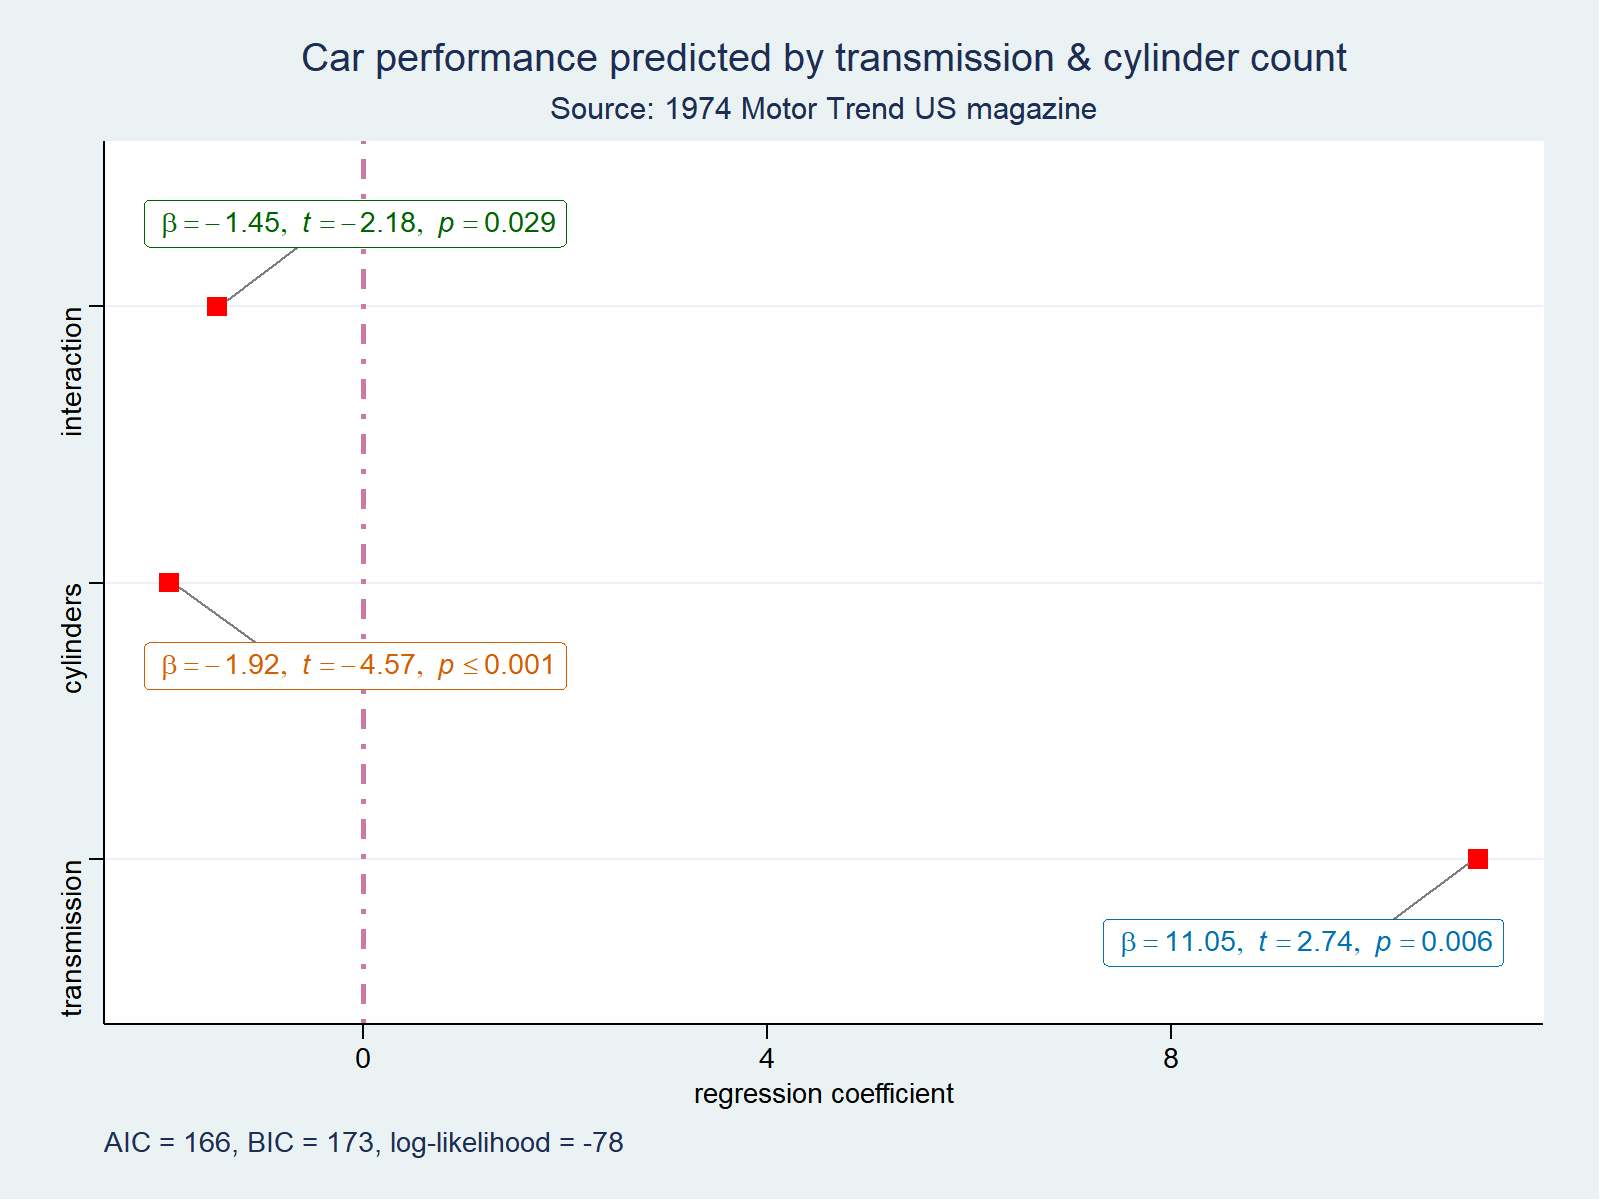 Car performance predicted by transmission & cylinder count
Source: 1974 Motor Trend US magazine
β = −1.45, t = −2.18, p = 0.029
interaction
cylinders
β = −1.92, t = −4.57, p ≤ 0.001
transmission
β = 11.05, t = 2.74, p = 0.006
0 4 8
regression coefficient
AIC = 166, BIC = 173, log-likelihood = -78